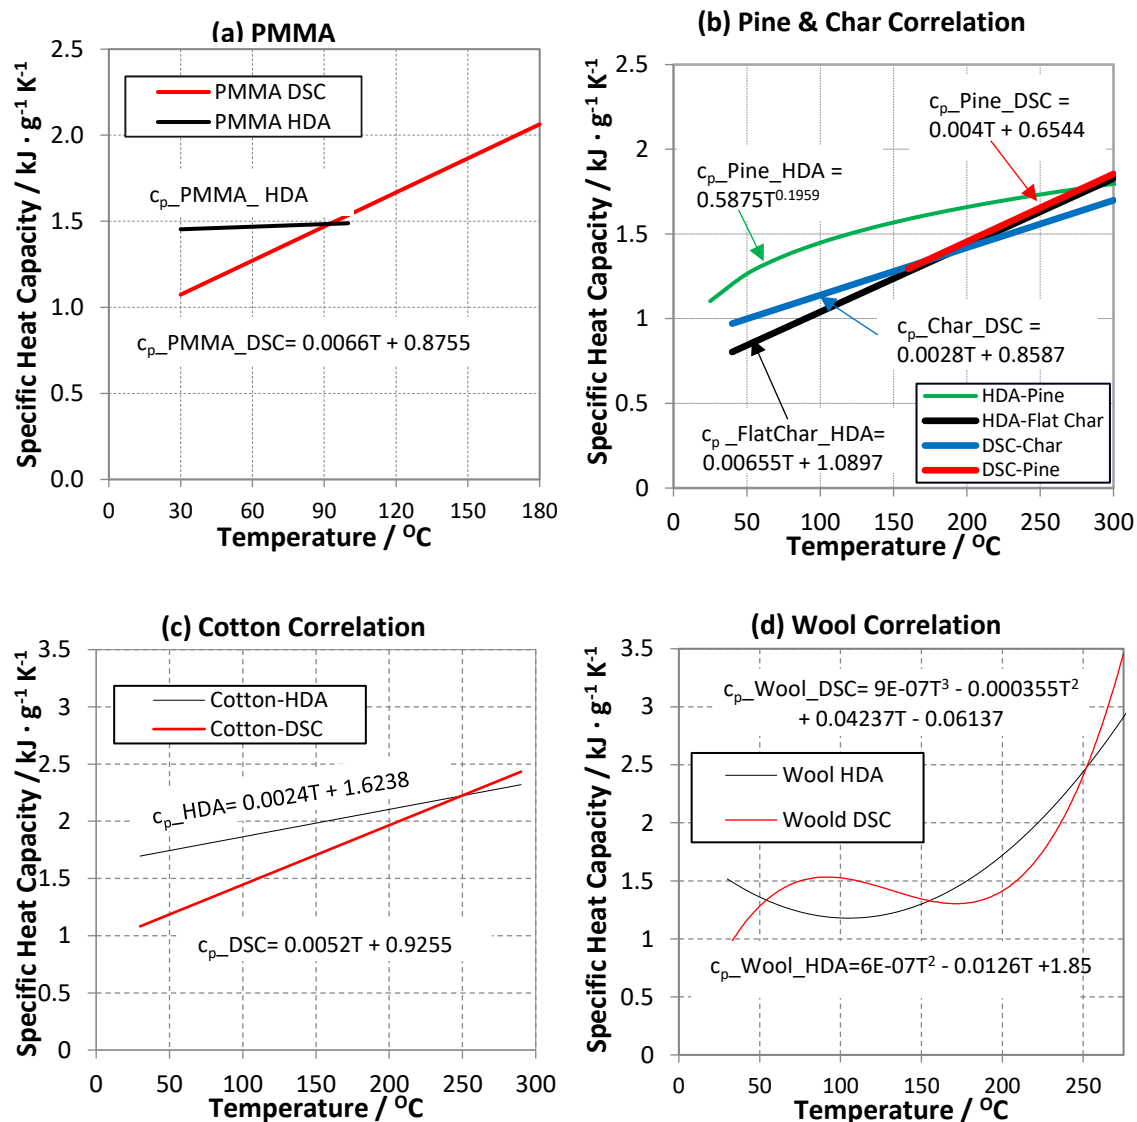 (a) PMMA
Specific Heat Capacity / kJ · g⁻¹ K⁻¹
2.5
2.0
1.5
1.0
0.5
0.0
PMMA DSC
PMMA HDA
cₚ_PMMA_ HDA
cₚ_PMMA_DSC= 0.0066T + 0.8755
0 30 60 90 120 150 180
Temperature / ᴼC
(b) Pine & Char Correlation
Specific Heat Capacity / kJ · g⁻¹ K⁻¹
2.5
2
1.5
1
0.5
0
cₚ_Pine_DSC =
0.004T + 0.6544
cₚ_Pine_HDA =
0.5875T⁰·¹⁹⁵⁹
cₚ_Char_DSC =
0.0028T + 0.8587
cₚ _FlatChar_HDA=
0.00655T + 1.0897
HDA-Pine
HDA-Flat Char
DSC-Char
DSC-Pine
0 50 100 150 200 250 300
Temperature / ᴼC
(c) Cotton Correlation
Specific Heat Capacity / kJ · g⁻¹ K⁻¹
3.5
3
2.5
2
1.5
1
0.5
0
Cotton-HDA
Cotton-DSC
cₚ_HDA= 0.0024T + 1.6238
cₚ_DSC= 0.0052T + 0.9255
0 50 100 150 200 250 300
Temperature / ᴼC
(d) Wool Correlation
Specific Heat Capacity / kJ · g⁻¹ K⁻¹
3.5
3
2.5
2
1.5
1
0.5
0
cₚ_Wool_DSC= 9E-07T³ - 0.000355T²
+ 0.04237T - 0.06137
Wool HDA
Woold DSC
cₚ_Wool_HDA=6E-07T² - 0.0126T +1.85
0 50 100 150 200 250
Temperature / ᴼC